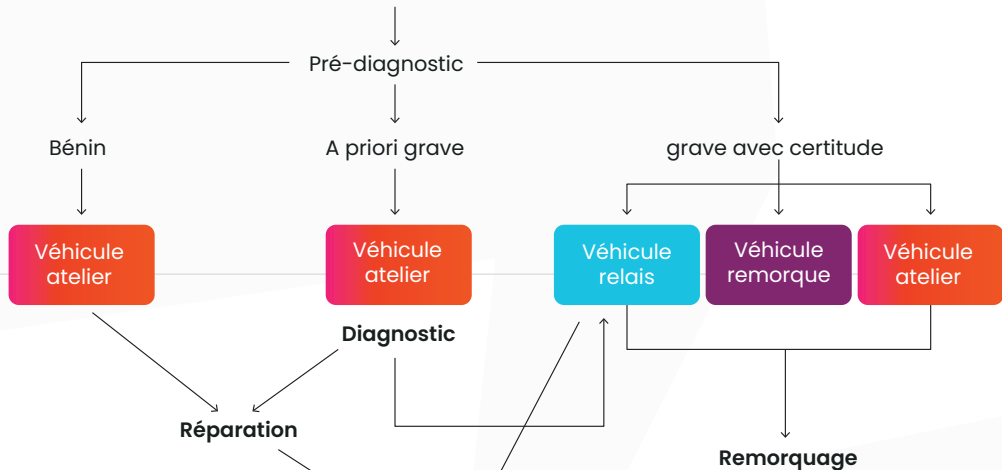 Pré-diagnostic
Bénin
A priori grave
grave avec certitude
Véhicule
atelier
Véhicule
atelier
Véhicule
relais
Véhicule
remorque
Véhicule
atelier
Diagnostic
Réparation
Remorquage